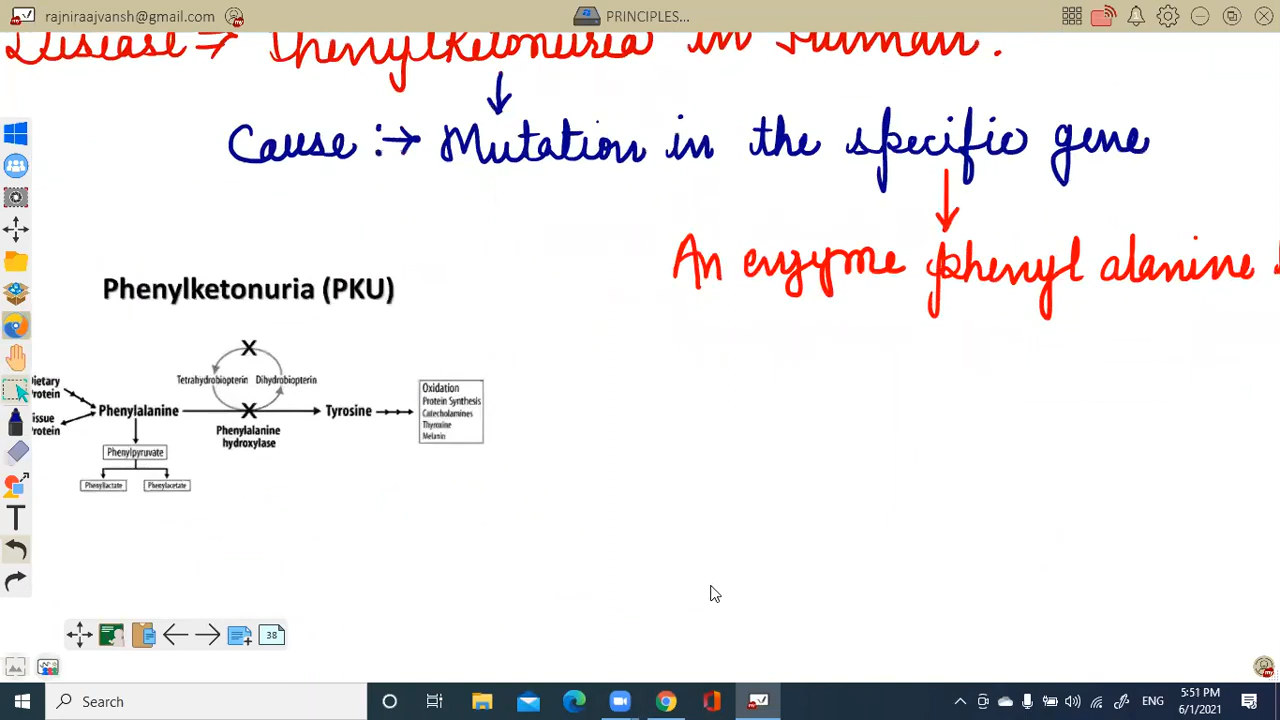 rajniraajvansh@gmail.com
PRINCIPLES...
Disease → Phenylketonuria in Human.
Cause :→ Mutation in the specific gene
An enzyme phenyl alanine
Phenylketonuria (PKU)
Tetrahydrobiopterin Dihydrobiopterin
Dietary
Protein
Tissue
Protein
Phenylalanine
X
X
Phenylalanine
hydroxylase
Tyrosine
Oxidation
Protein Synthesis
Catecholamines
Thyroxine
Melanin
Phenylpyruvate
Phenyllactate
Phenylacetate
T
38
Search
ENG
5:51 PM
6/1/2021